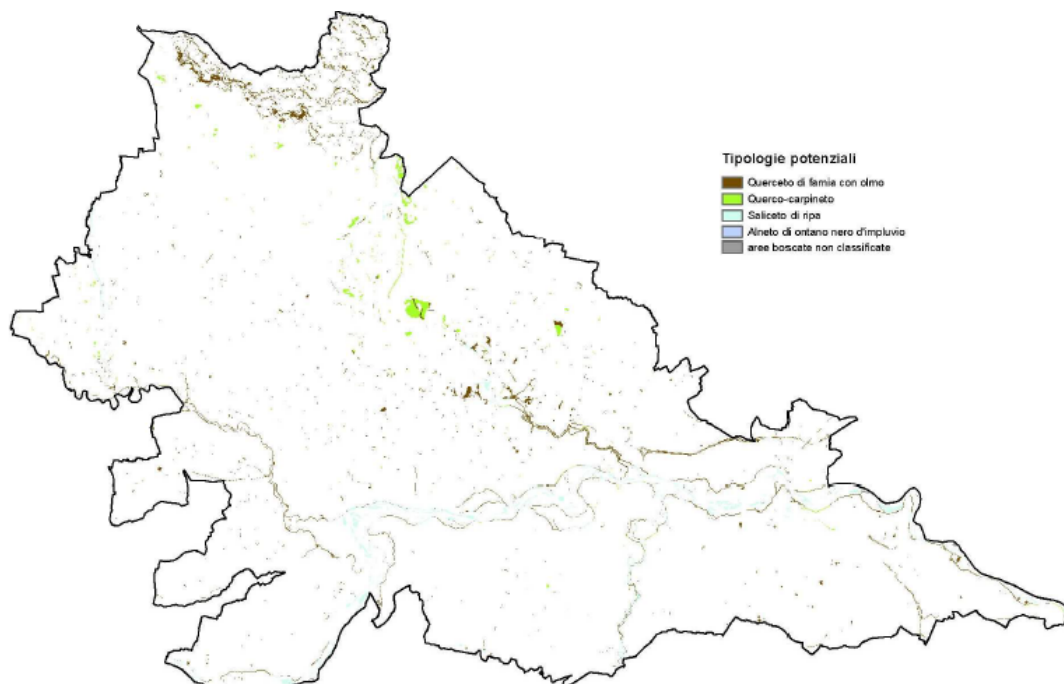 Tipologie potenziali
Querceto di farnia con olmo
Querco-carpineto
Saliceto di ripa
Alneto di ontano nero d'impluvio
aree boscate non classificate